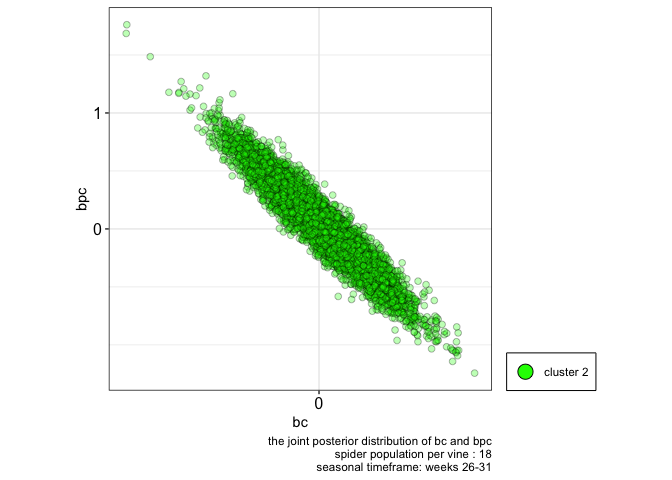 1
bpc
0
cluster 2
0
bc
the joint posterior distribution of bc and bpc
spider population per vine : 18
seasonal timeframe: weeks 26-31